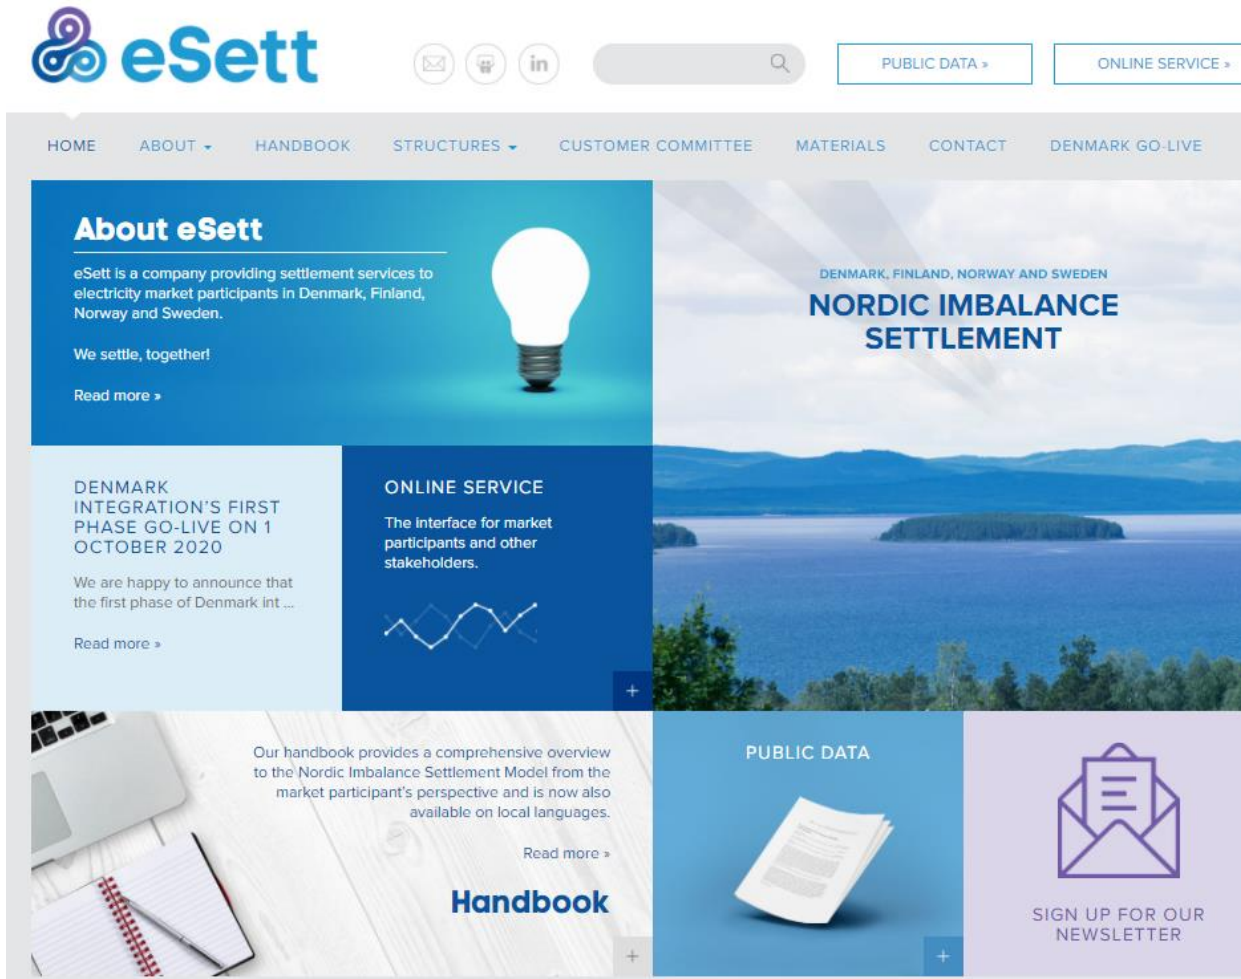 eSett
in
PUBLIC DATA »
ONLINE SERVICE »
HOME
ABOUT
HANDBOOK
STRUCTURES
CUSTOMER COMMITTEE
MATERIALS
CONTACT
DENMARK GO-LIVE
About eSett
eSett is a company providing settlement services to
electricity market participants in Denmark, Finland,
Norway and Sweden.
We settle, together!
Read more »
DENMARK, FINLAND, NORWAY AND SWEDEN
NORDIC IMBALANCE
SETTLEMENT
DENMARK
INTEGRATION'S FIRST
PHASE GO-LIVE ON 1
OCTOBER 2020
We are happy to announce that
the first phase of Denmark int ...
Read more »
ONLINE SERVICE
The interface for market
participants and other
stakeholders.
+
Our handbook provides a comprehensive overview
to the Nordic Imbalance Settlement Model from the
market participant's perspective and is now also
available on local languages.
Read more »
Handbook
+
PUBLIC DATA
+
SIGN UP FOR OUR
NEWSLETTER